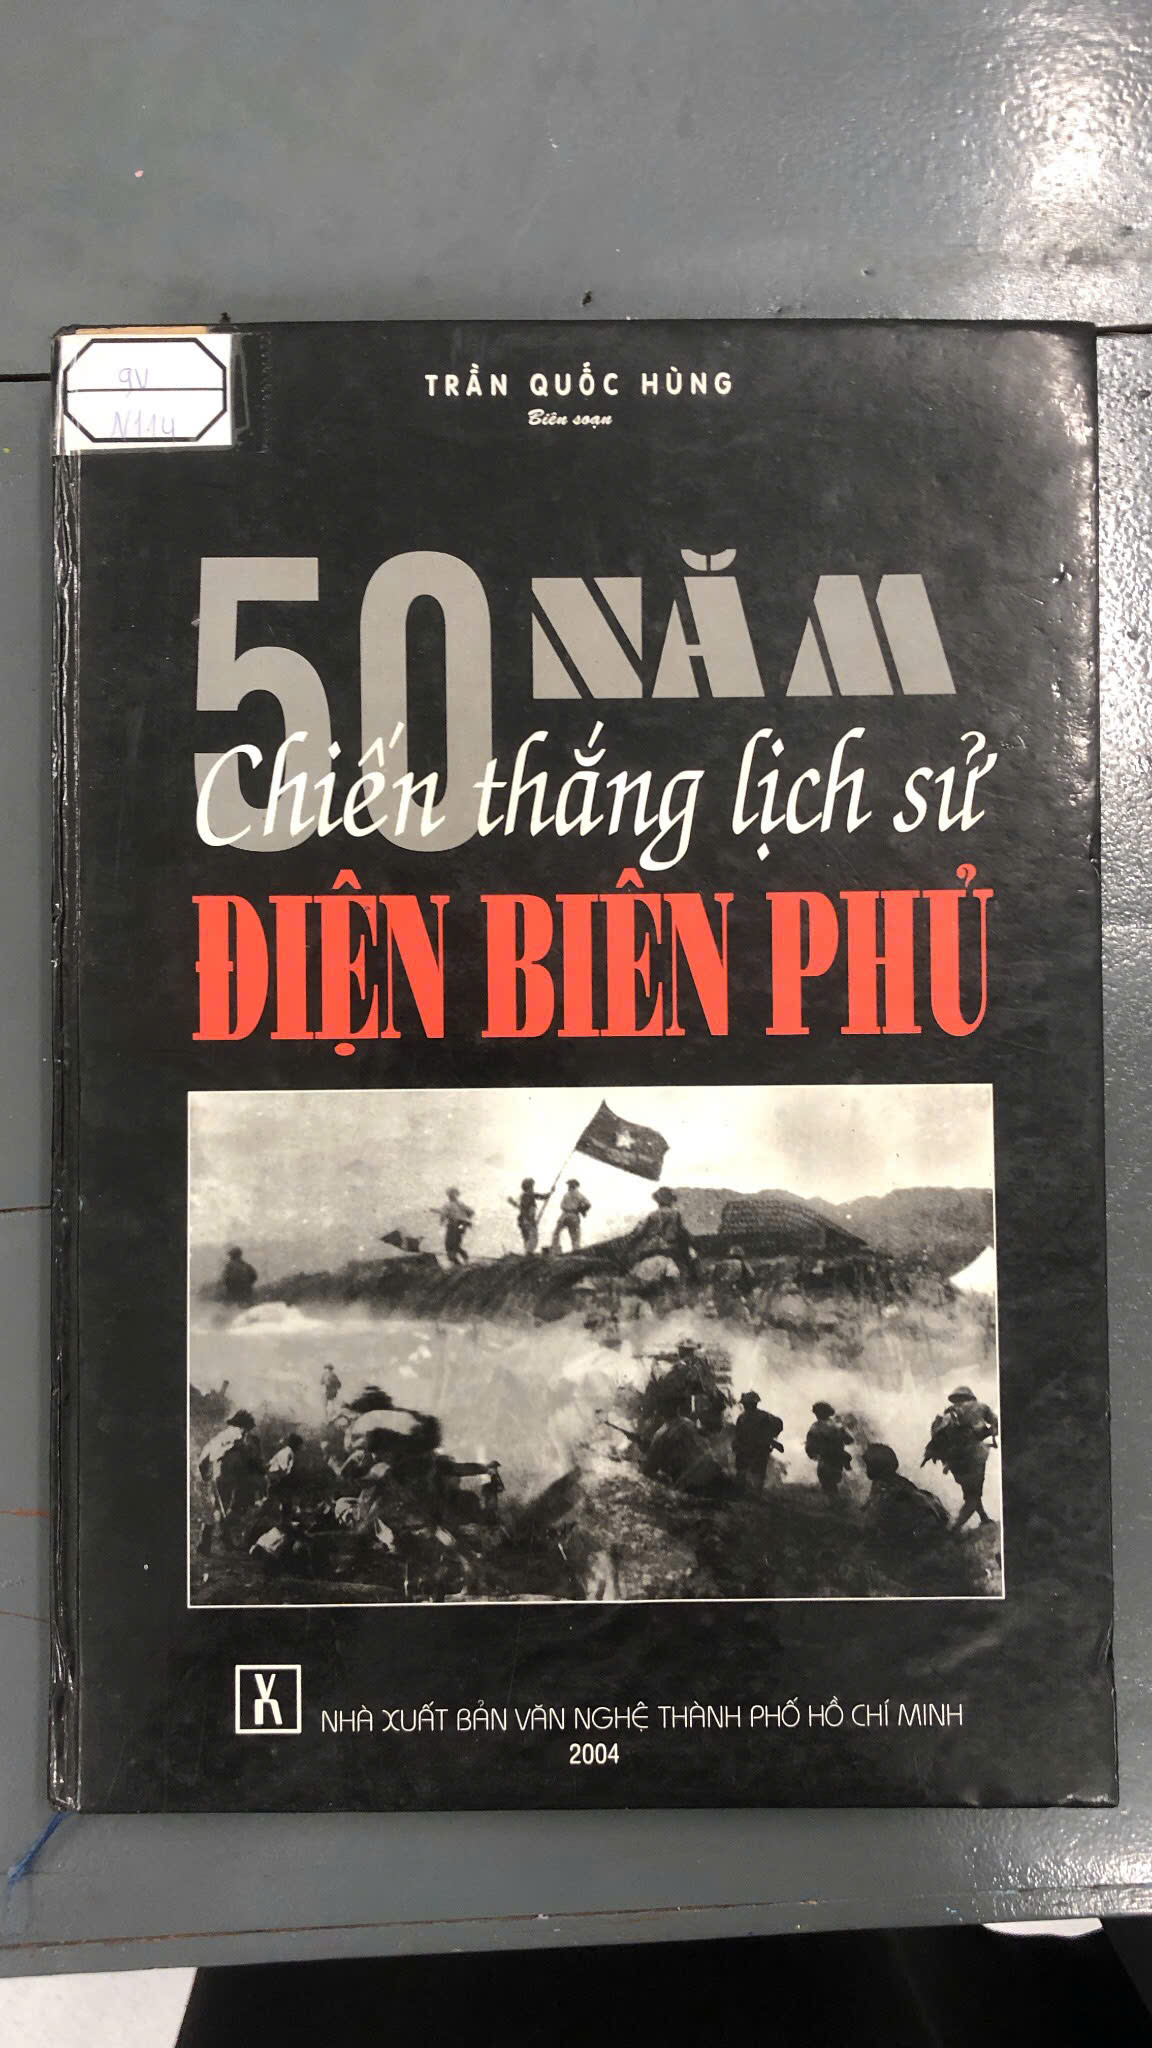 9V
N114
TRẦN QUỐC HÙNG
Biên soạn
50 NĂM
Chiến thắng lịch sử
ĐIỆN BIÊN PHỦ
NHÀ XUẤT BẢN VĂN NGHỆ THÀNH PHỐ HỒ CHÍ MINH
2004